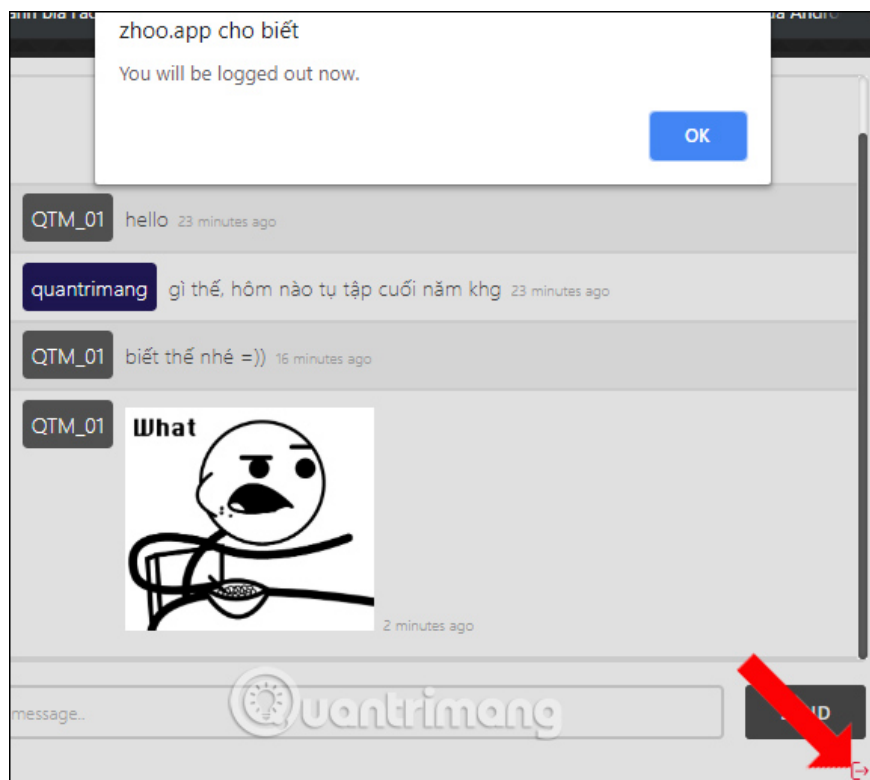 zhoo.app cho biết
You will be logged out now.
OK
QTM_01 hello 23 minutes ago
quantrimang gì thế, hôm nào tụ tập cuối năm khg 23 minutes ago
QTM_01 biết thế nhé =)) 16 minutes ago
QTM_01
What
2 minutes ago
message..
Quantrimang